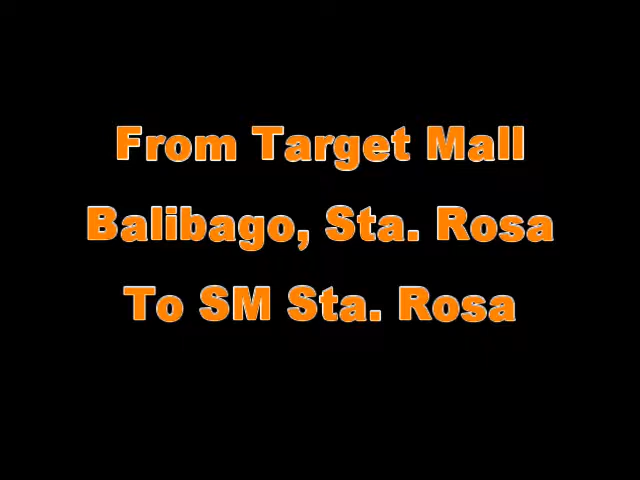 From Target Mall
Balibago, Sta. Rosa
To SM Sta. Rosa